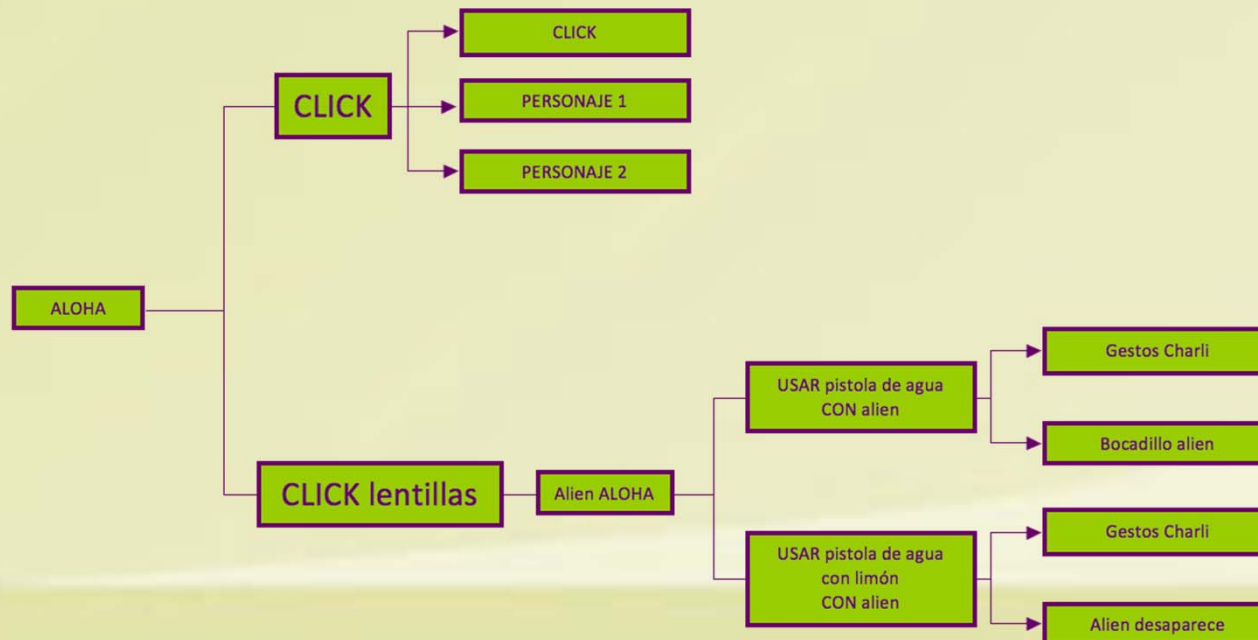 CLICK
CLICK
PERSONAJE 1
PERSONAJE 2
ALOHA
CLICK lentillas
Alien ALOHA
USAR pistola de agua
CON alien
Gestos Charli
Bocadillo alien
USAR pistola de agua
con limón
CON alien
Gestos Charli
Alien desaparece